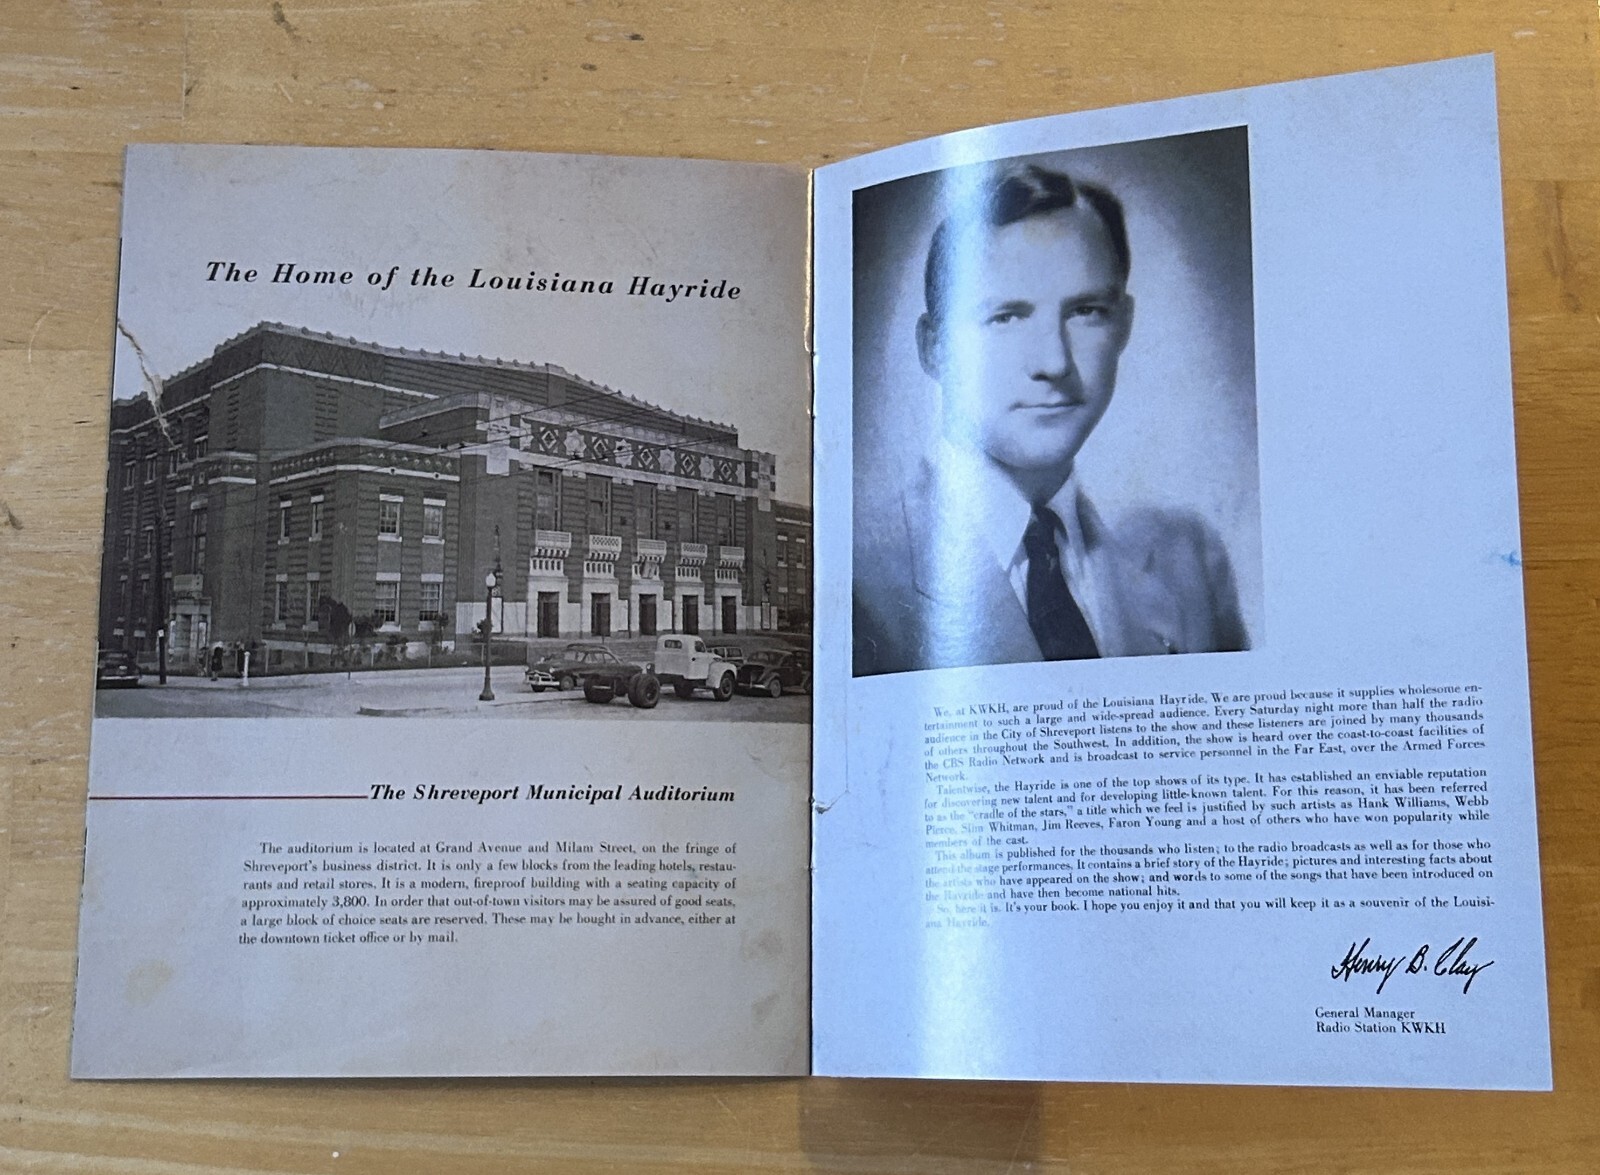 The Home of the Louisiana Hayride
The Shreveport Municipal Auditorium
The auditorium is located at Grand Avenue and Milam Street, on the fringe of
Shreveport's business district. It is only a few blocks from the leading hotels, restau-
rants and retail stores. It is a modern, fireproof building with a seating capacity of
approximately 3,800. In order that out-of-town visitors may be assured of good seats,
a large block of choice seats are reserved. These may be bought in advance, either at
the downtown ticket office or by mail.
We, at KWKH, are proud of the Louisiana Hayride. We are proud because it supplies wholesome en-
tertainment to such a large and wide-spread audience. Every Saturday night more than half the radio
audience in the City of Shreveport listens to the show and these listeners are joined by many thousands
of others throughout the Southwest. In addition, the show is heard over the coast-to-coast facilities of
the CBS Radio Network and is broadcast to service personnel in the Far East, over the Armed Forces
Network.
Talentwise, the Hayride is one of the top shows of its type. It has established an enviable reputation
for discovering new talent and for developing little-known talent. For this reason, it has been referred
to as the "cradle of the stars," a title which we feel is justified by such artists as Hank Williams, Webb
Pierce, Slim Whitman, Jim Reeves, Faron Young and a host of others who have won popularity while
members of the cast.
This album is published for the thousands who listen; to the radio broadcasts as well as for those who
attend the stage performances. It contains a brief story of the Hayride; pictures and interesting facts about
the artists who have appeared on the show; and words to some of the songs that have been introduced on
the Hayride and have then become national hits.
So, here it is. It's your book. I hope you enjoy it and that you will keep it as a souvenir of the Louisi-
ana Hayride.
Henry B. Clay
General Manager
Radio Station KWKH